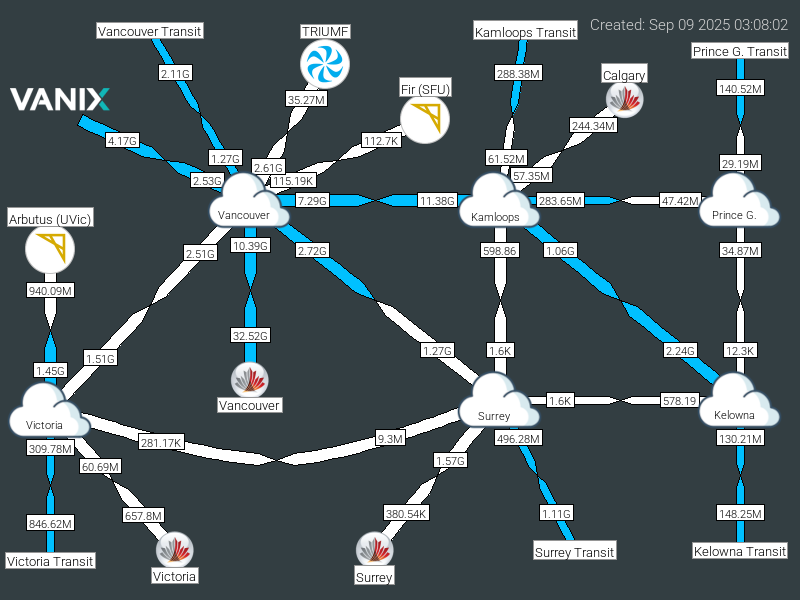 Created: Sep 09 2025 03:08:02
Vancouver Transit
TRIUMF
Kamloops Transit
Prince G. Transit
2.11G
288.38M
Calgary
Fir (SFU)
140.52M
VANIX
35.27M
244.34M
4.17G
112.7K
1.27G
61.52M
29.19M
2.61G
57.35M
2.53G
115.19K
7.29G
11.38G
283.65M
47.42M
Vancouver
Kamloops
Prince G.
Arbutus (UVic)
2.51G
10.39G
2.72G
598.86
1.06G
34.87M
940.09M
32.52G
1.51G
1.27G
1.6K
2.24G
12.3K
1.45G
Vancouver
1.6K
578.19
Surrey
Kelowna
Victoria
281.17K
9.3M
496.28M
130.21M
309.78M
60.69M
1.57G
657.8M
380.54K
1.11G
148.25M
846.62M
Victoria Transit
Victoria
Surrey
Surrey Transit
Kelowna Transit